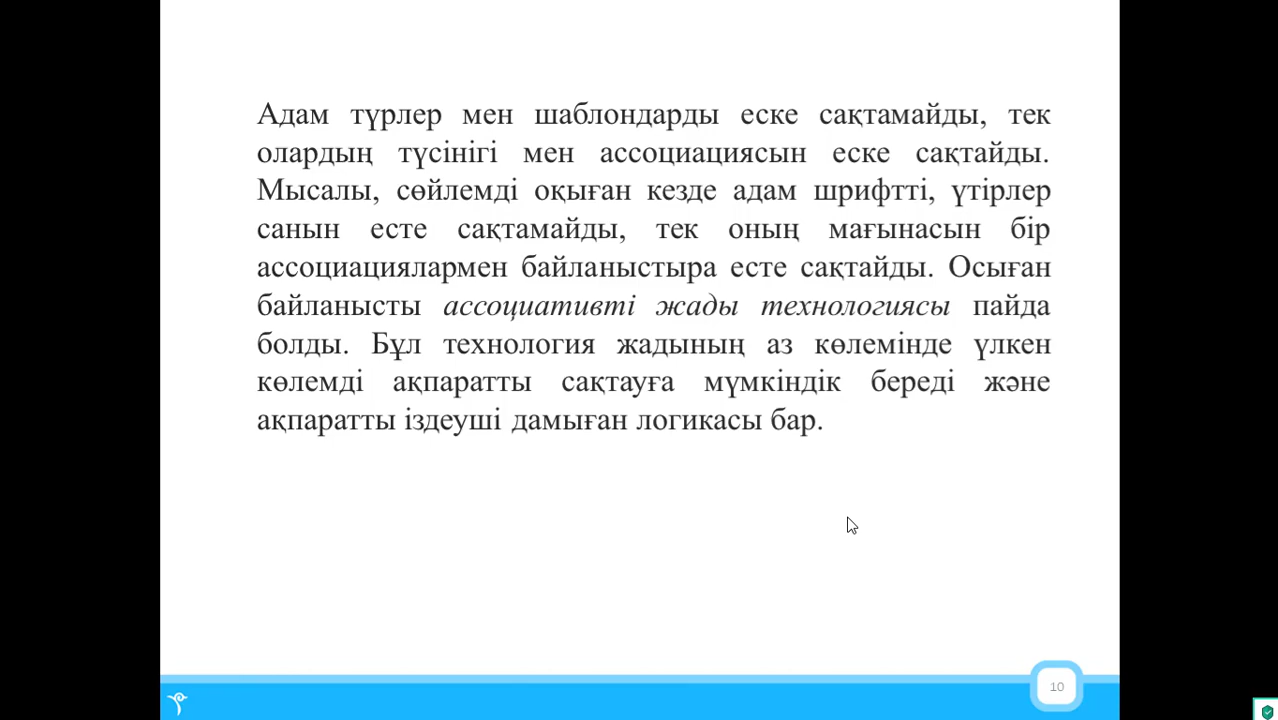 Адам түрлер мен шаблондарды еске сақтамайды, тек
олардың түсінігі мен ассоциациясын еске сақтайды.
Мысалы, сөйлемді оқыған кезде адам шрифтті, үтірлер
санын есте сақтамайды, тек оның мағынасын бір
ассоциациялармен байланыстыра есте сақтайды. Осыған
байланысты ассоциативті жады технологиясы пайда
болды. Бұл технология жадының аз көлемінде үлкен
көлемді ақпаратты сақтауға мүмкіндік береді және
ақпаратты іздеуші дамыған логикасы бар.
10